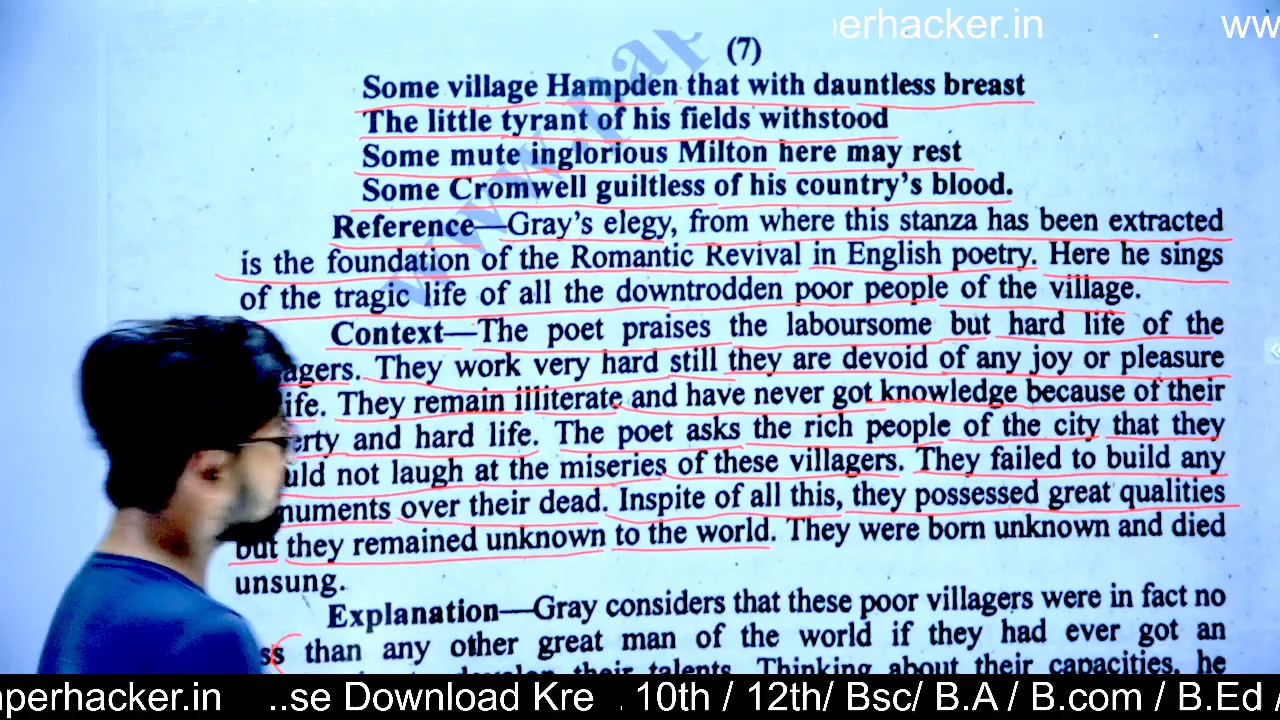 perhacker.in . ww
(7)
Some village Hampden that with dauntless breast
The little tyrant of his fields withstood
Some mute inglorious Milton here may rest
Some Cromwell guiltless of his country's blood.
Reference—Gray's elegy, from where this stanza has been extracted
is the foundation of the Romantic Revival in English poetry. Here he sings
of the tragic life of all the downtrodden poor people of the village.
Context—The poet praises the laboursome but hard life of the
agers. They work very hard still they are devoid of any joy or pleasure
ife. They remain illiterate and have never got knowledge because of their
erty and hard life. The poet asks the rich people of the city that they
uld not laugh at the miseries of these villagers. They failed to build any
numents over their dead. Inspite of all this, they possessed great qualities
but they remained unknown to the world. They were born unknown and died
unsung.
Explanation—Gray considers that these poor villagers were in fact no
ss than any other great man of the world if they had ever got an
their talents. Thinking about their capacities, he
www.pap
perhacker.in ..se Download Kre . 10th / 12th/ Bsc/ B.A / B.com / B.Ed /